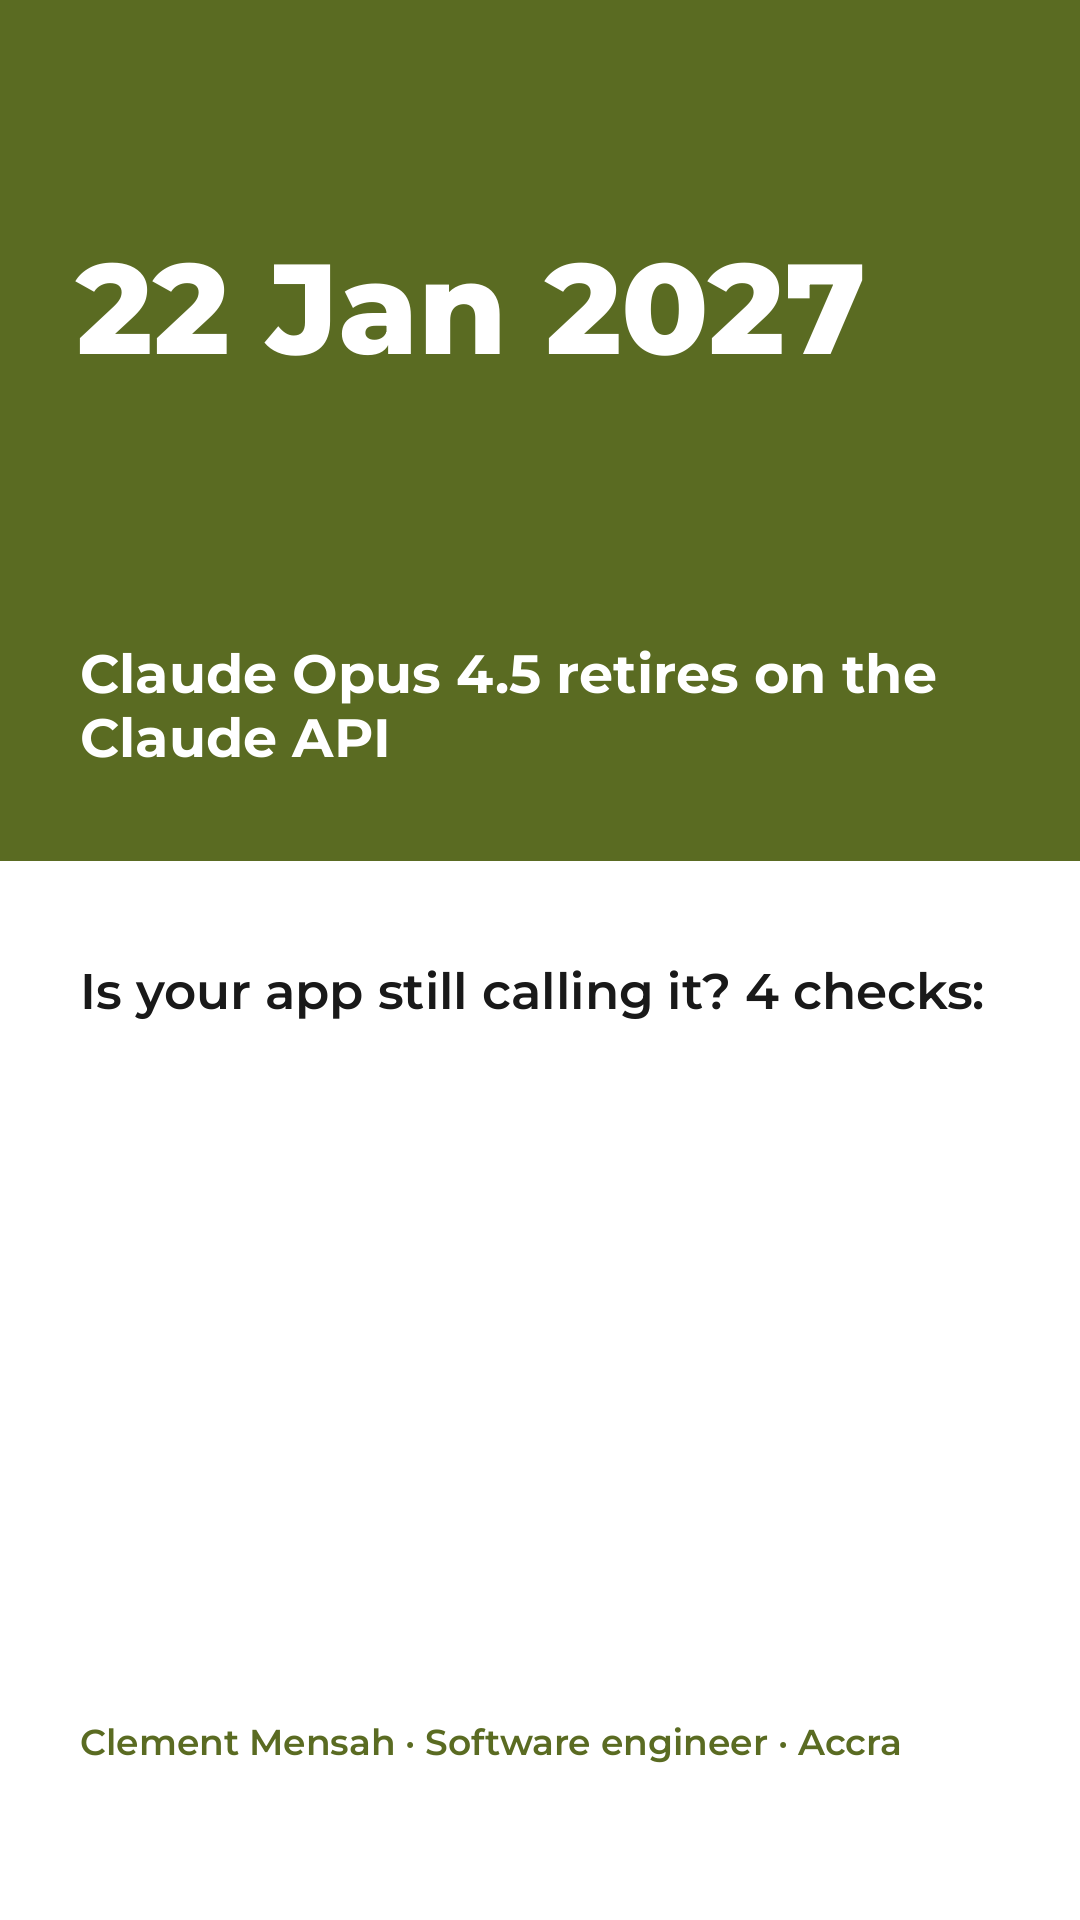 22 Jan 2027
Claude Opus 4.5 retires on the
Claude API
Is your app still calling it? 4 checks:
Clement Mensah · Software engineer · Accra